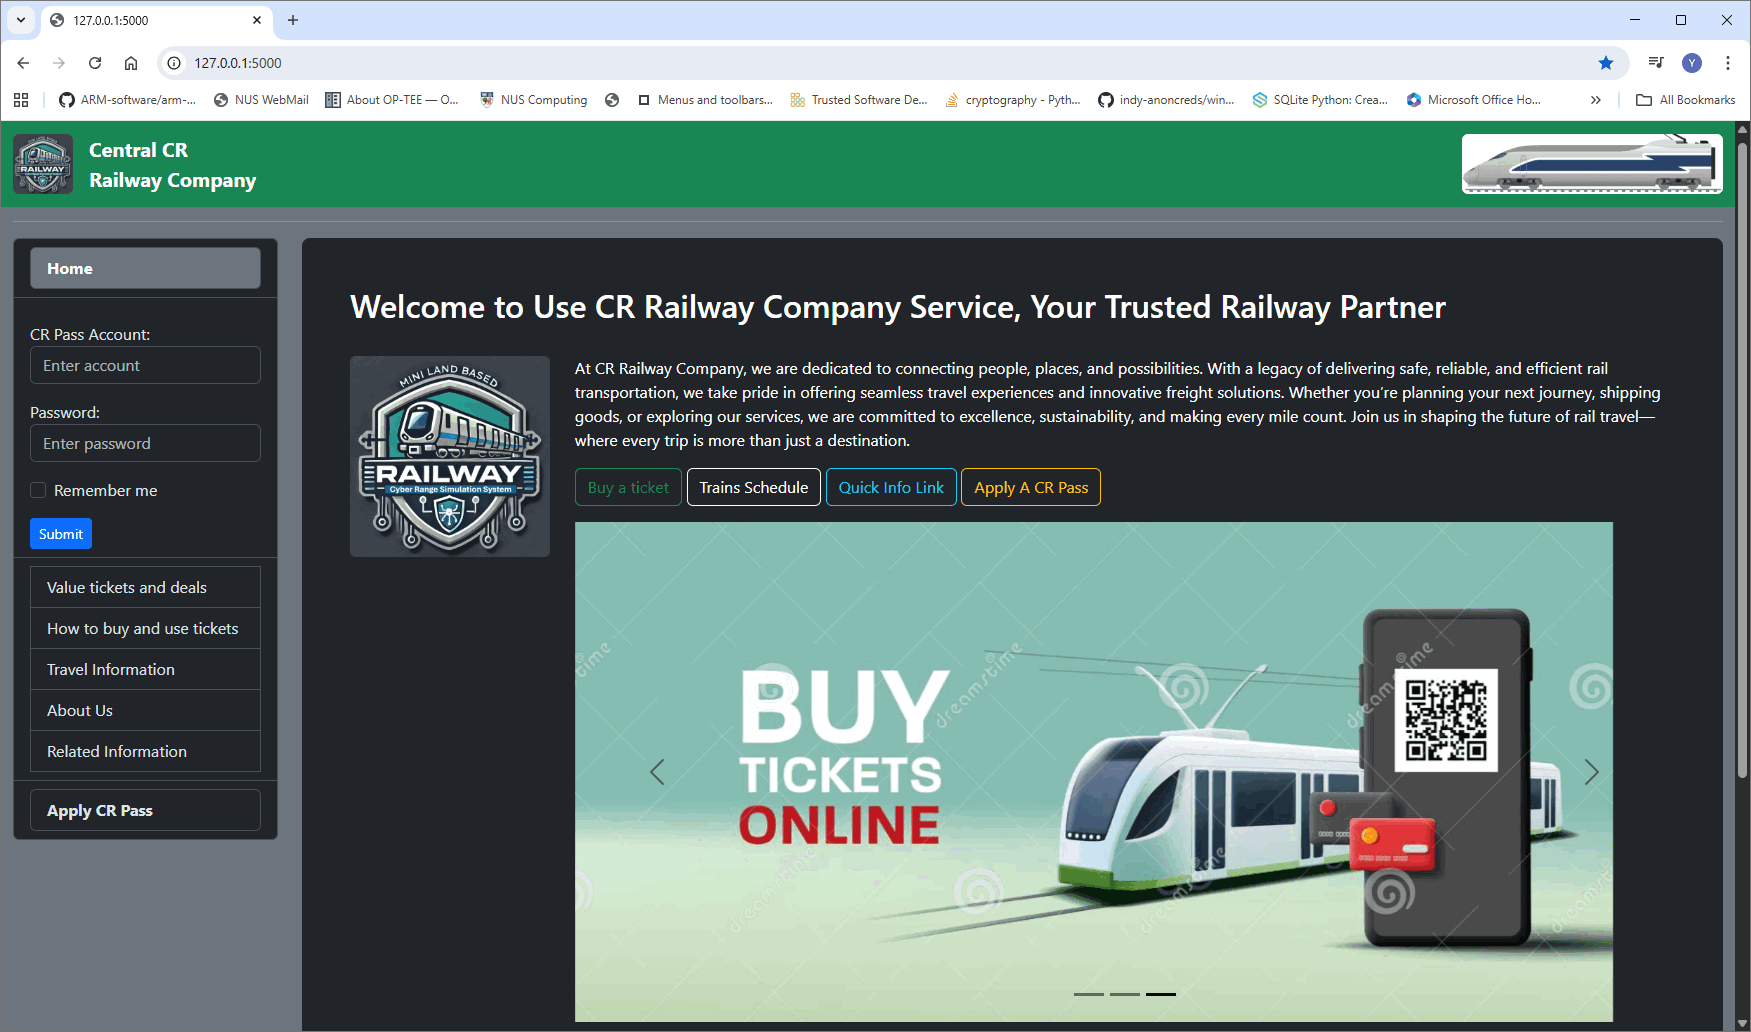 127.0.0.1:5000
127.0.0.1:5000
Y
ARM-software/arm-...
NUS WebMail
About OP-TEE — O...
NUS Computing
Menus and toolbars...
Trusted Software De...
cryptography - Pyth...
indy-anoncreds/win...
SQLite Python: Crea...
Microsoft Office Ho...
All Bookmarks
RAILWAY
Central CR
Railway Company
Home
CR Pass Account:
Enter account
Password:
Enter password
Remember me
Submit
Value tickets and deals
How to buy and use tickets
Travel Information
About Us
Related Information
Apply CR Pass
Welcome to Use CR Railway Company Service, Your Trusted Railway Partner
MINI LAND BASED
RAILWAY
Cyber Range Simulation System
At CR Railway Company, we are dedicated to connecting people, places, and possibilities. With a legacy of delivering safe, reliable, and efficient rail
transportation, we take pride in offering seamless travel experiences and innovative freight solutions. Whether you're planning your next journey, shipping
goods, or exploring our services, we are committed to excellence, sustainability, and making every mile count. Join us in shaping the future of rail travel—
where every trip is more than just a destination.
Buy a ticket
Trains Schedule
Quick Info Link
Apply A CR Pass
BUY
TICKETS
ONLINE
dreamstime
dreamstime
dreamstime
dreamstime
dreamstime